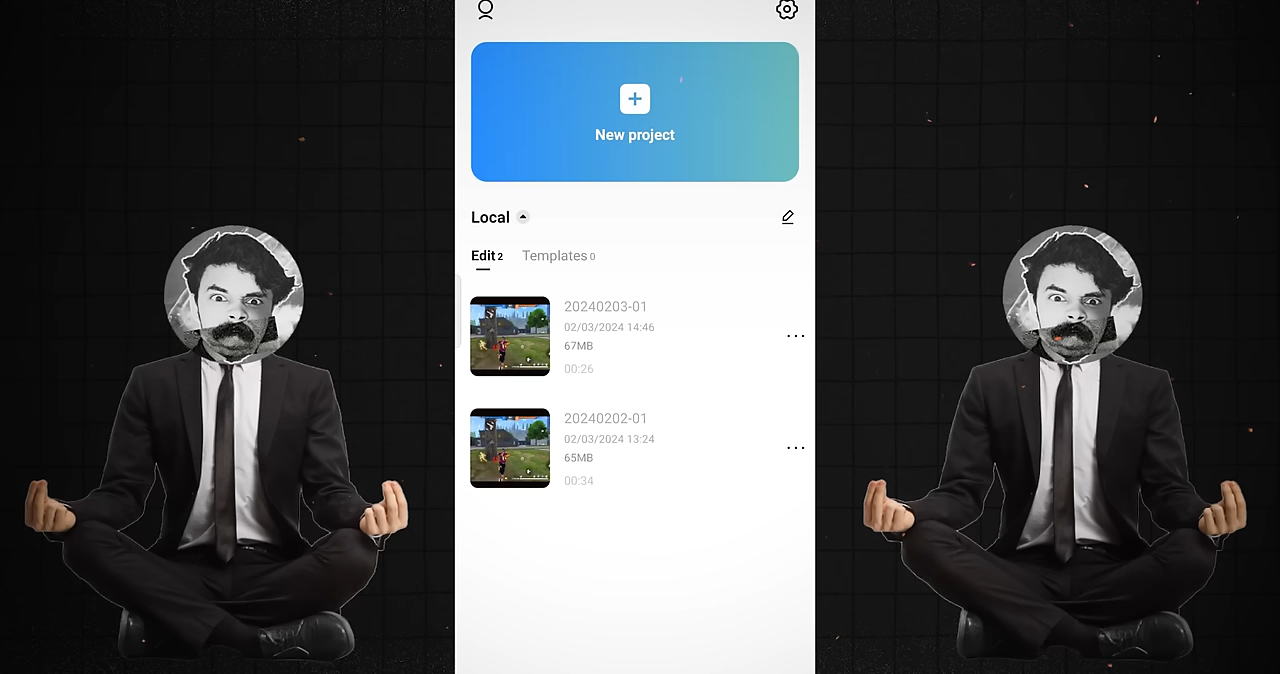 New project
Local
Edit 2 Templates 0
20240203-01
02/03/2024 14:46
67MB
00:26
20240202-01
02/03/2024 13:24
65MB
00:34